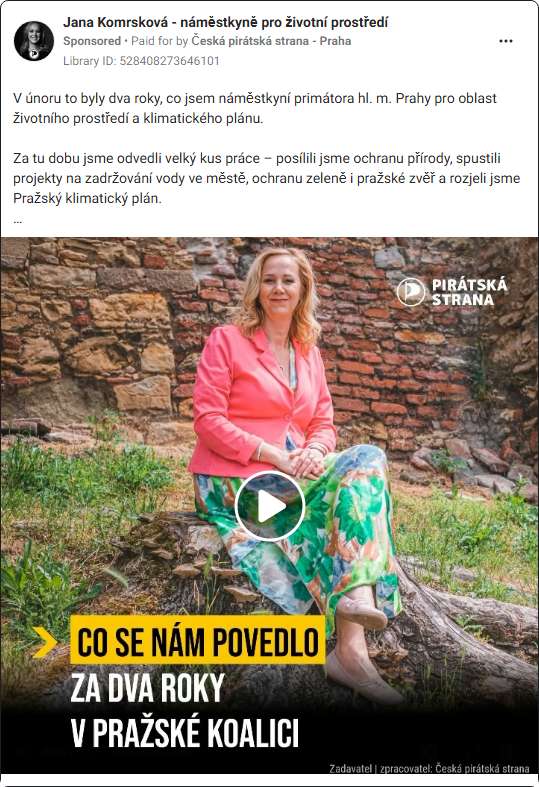 Jana Komrsková - náměstkyně pro životní prostředí
Sponsored • Paid for by Česká pirátská strana - Praha
Library ID: 528408273646101
V únoru to byly dva roky, co jsem náměstkyní primátora hl. m. Prahy pro oblast
životního prostředí a klimatického plánu.
Za tu dobu jsme odvedli velký kus práce – posílili jsme ochranu přírody, spustili
projekty na zadržování vody ve městě, ochranu zeleně i pražské zvěř a rozjeli jsme
Pražský klimatický plán.
...
PIRÁTSKÁ
STRANA
CO SE NÁM POVEDLO
ZA DVA ROKY
V PRAŽSKÉ KOALICI
Zadavatel | zpracovatel: Česká pirátská strana